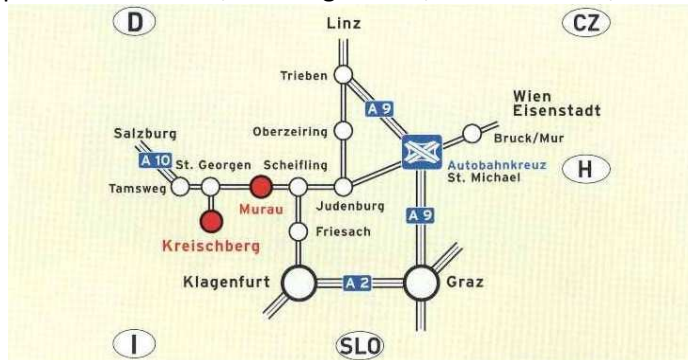 D
Linz
CZ
Trieben
A 9
Wien
Eisenstadt
Oberzeiring
Bruck/Mur
Salzburg
A 10
St. Georgen
Scheifling
Autobahnkreuz
St. Michael
H
Tamsweg
Murau
Judenburg
A 9
Kreischberg
Friesach
Klagenfurt
A 2
Graz
I
SLO